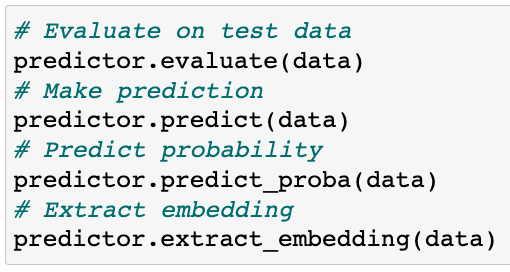 # Evaluate on test data
predictor.evaluate(data)
# Make prediction
predictor.predict(data)
# Predict probability
predictor.predict_proba(data)
# Extract embedding
predictor.extract_embedding(data)